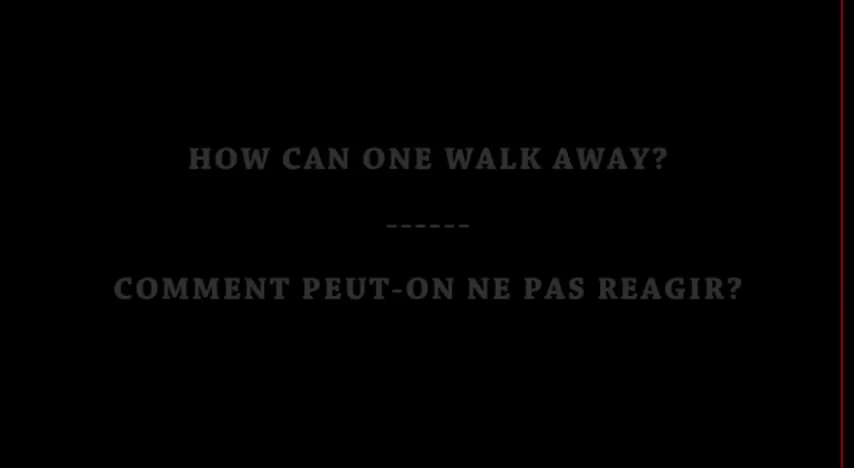 HOW CAN ONE WALK AWAY?
------
COMMENT PEUT-ON NE PAS REAGIR?